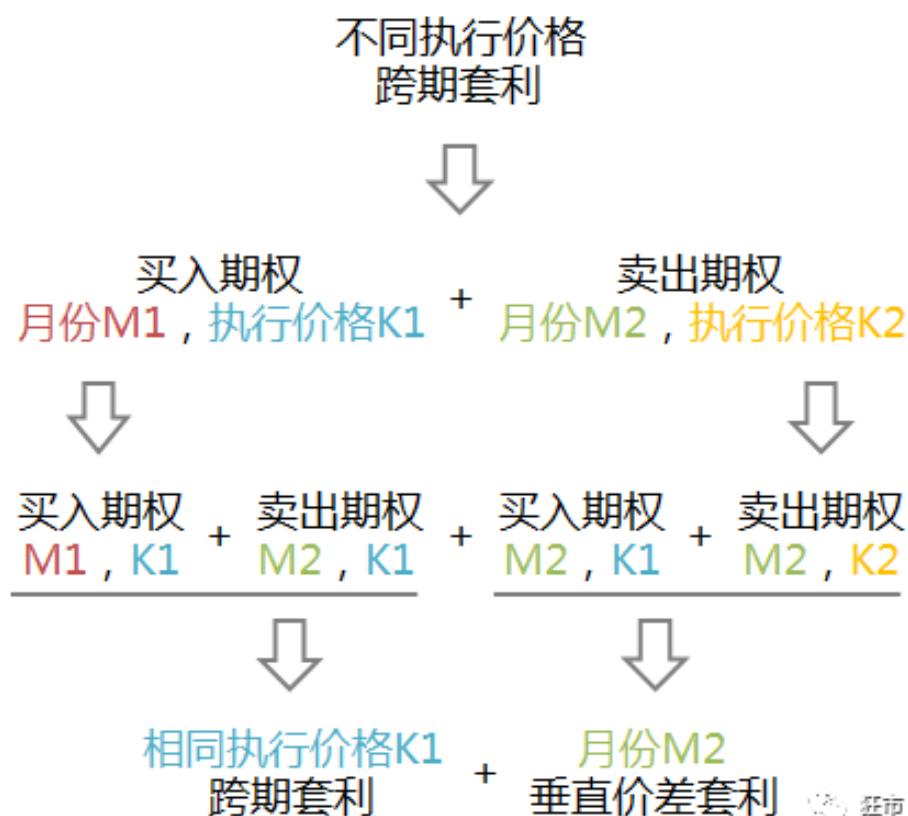 不同执行价格
跨期套利
买入期权 + 卖出期权
月份M1，执行价格K1 月份M2，执行价格K2
买入期权 + 卖出期权 + 买入期权 + 卖出期权
M1，K1 M2，K1 M2，K1 M2，K2
相同执行价格K1 + 月份M2
跨期套利 垂直价差套利